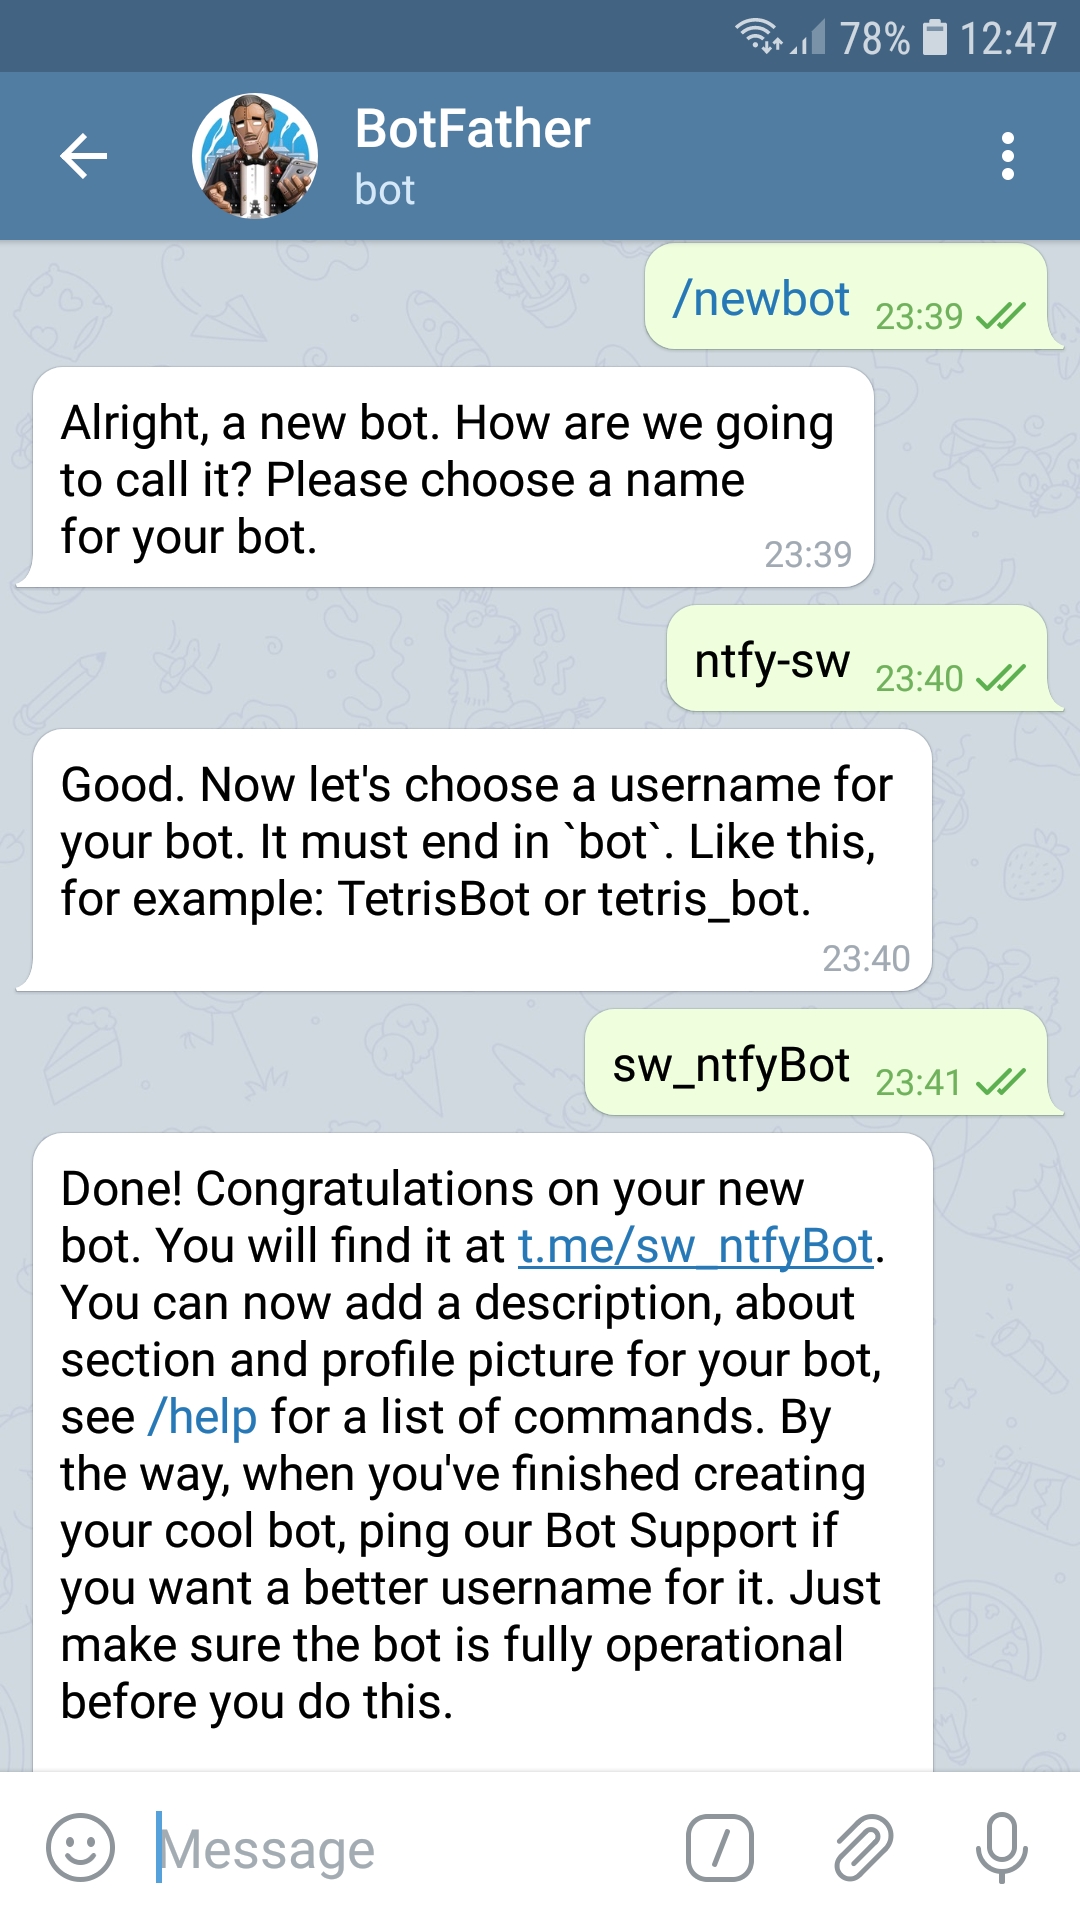 78% 12:47
BotFather
bot
/newbot 23:39
Alright, a new bot. How are we going
to call it? Please choose a name
for your bot.
23:39
ntfy-sw 23:40
Good. Now let's choose a username for
your bot. It must end in `bot`. Like this,
for example: TetrisBot or tetris_bot.
23:40
sw_ntfyBot 23:41
Done! Congratulations on your new
bot. You will find it at t.me/sw_ntfyBot.
You can now add a description, about
section and profile picture for your bot,
see /help for a list of commands. By
the way, when you've finished creating
your cool bot, ping our Bot Support if
you want a better username for it. Just
make sure the bot is fully operational
before you do this.
Message